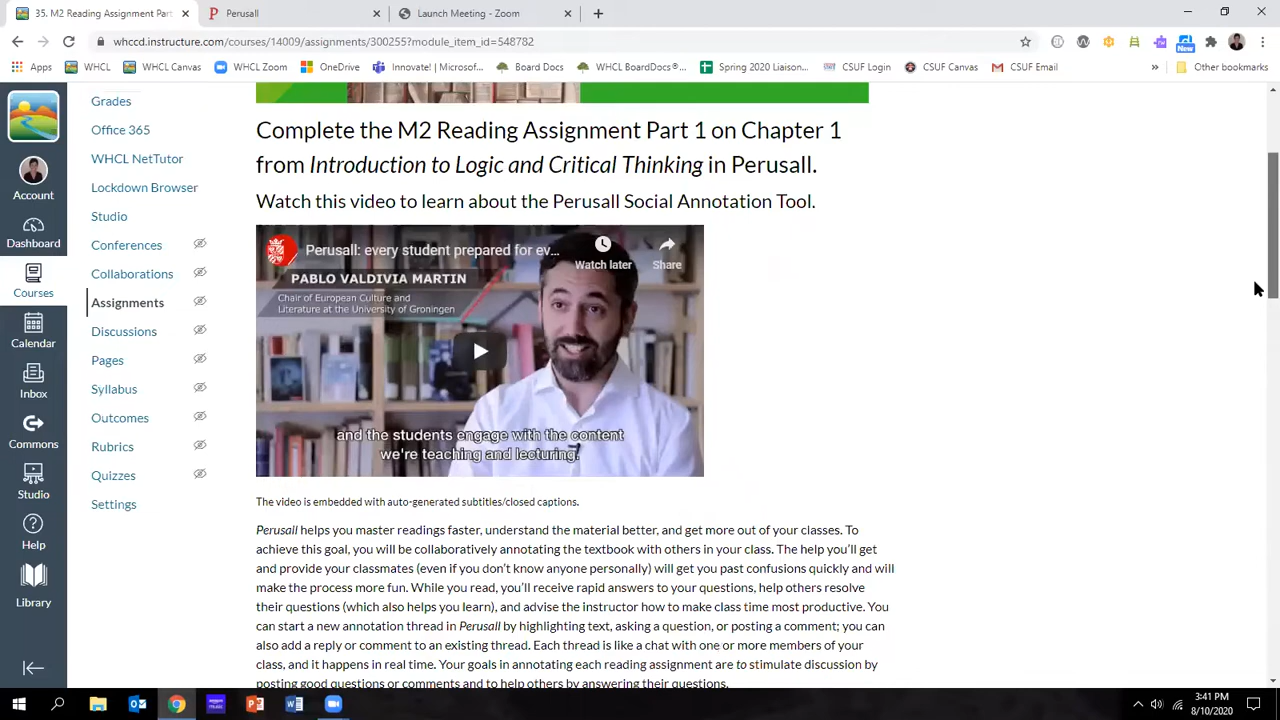 35. M2 Reading Assignment Part
Perusall
Launch Meeting - Zoom
whccd.instructure.com/courses/14009/assignments/300255?module_item_id=548782
Apps
WHCL
WHCL Canvas
WHCL Zoom
OneDrive
Innovate! | Microsof...
Board Docs
WHCL BoardDocs®...
Spring 2020 Liaison...
CSUF Login
CSUF Canvas
CSUF Email
»
Other bookmarks
New
Account
Dashboard
Courses
Calendar
Inbox
Commons
Studio
Help
Library
Grades
Office 365
WHCL NetTutor
Lockdown Browser
Studio
Conferences
Collaborations
Assignments
Discussions
Pages
Syllabus
Outcomes
Rubrics
Quizzes
Settings
Complete the M2 Reading Assignment Part 1 on Chapter 1
from Introduction to Logic and Critical Thinking in Perusall.
Watch this video to learn about the Perusall Social Annotation Tool.
Perusall: every student prepared for ev...
Watch later
Share
PABLO VALDIVIA MARTIN
Chair of European Culture and
Literature at the University of Groningen
and the students engage with the content
we're teaching and lecturing.
The video is embedded with auto-generated subtitles/closed captions.
Perusall helps you master readings faster, understand the material better, and get more out of your classes. To
achieve this goal, you will be collaboratively annotating the textbook with others in your class. The help you'll get
and provide your classmates (even if you don't know anyone personally) will get you past confusions quickly and will
make the process more fun. While you read, you'll receive rapid answers to your questions, help others resolve
their questions (which also helps you learn), and advise the instructor how to make class time most productive. You
can start a new annotation thread in Perusall by highlighting text, asking a question, or posting a comment; you can
also add a reply or comment to an existing thread. Each thread is like a chat with one or more members of your
class, and it happens in real time. Your goals in annotating each reading assignment are to stimulate discussion by
posting good questions or comments and to help others by answering their questions.
3:41 PM
8/10/2020